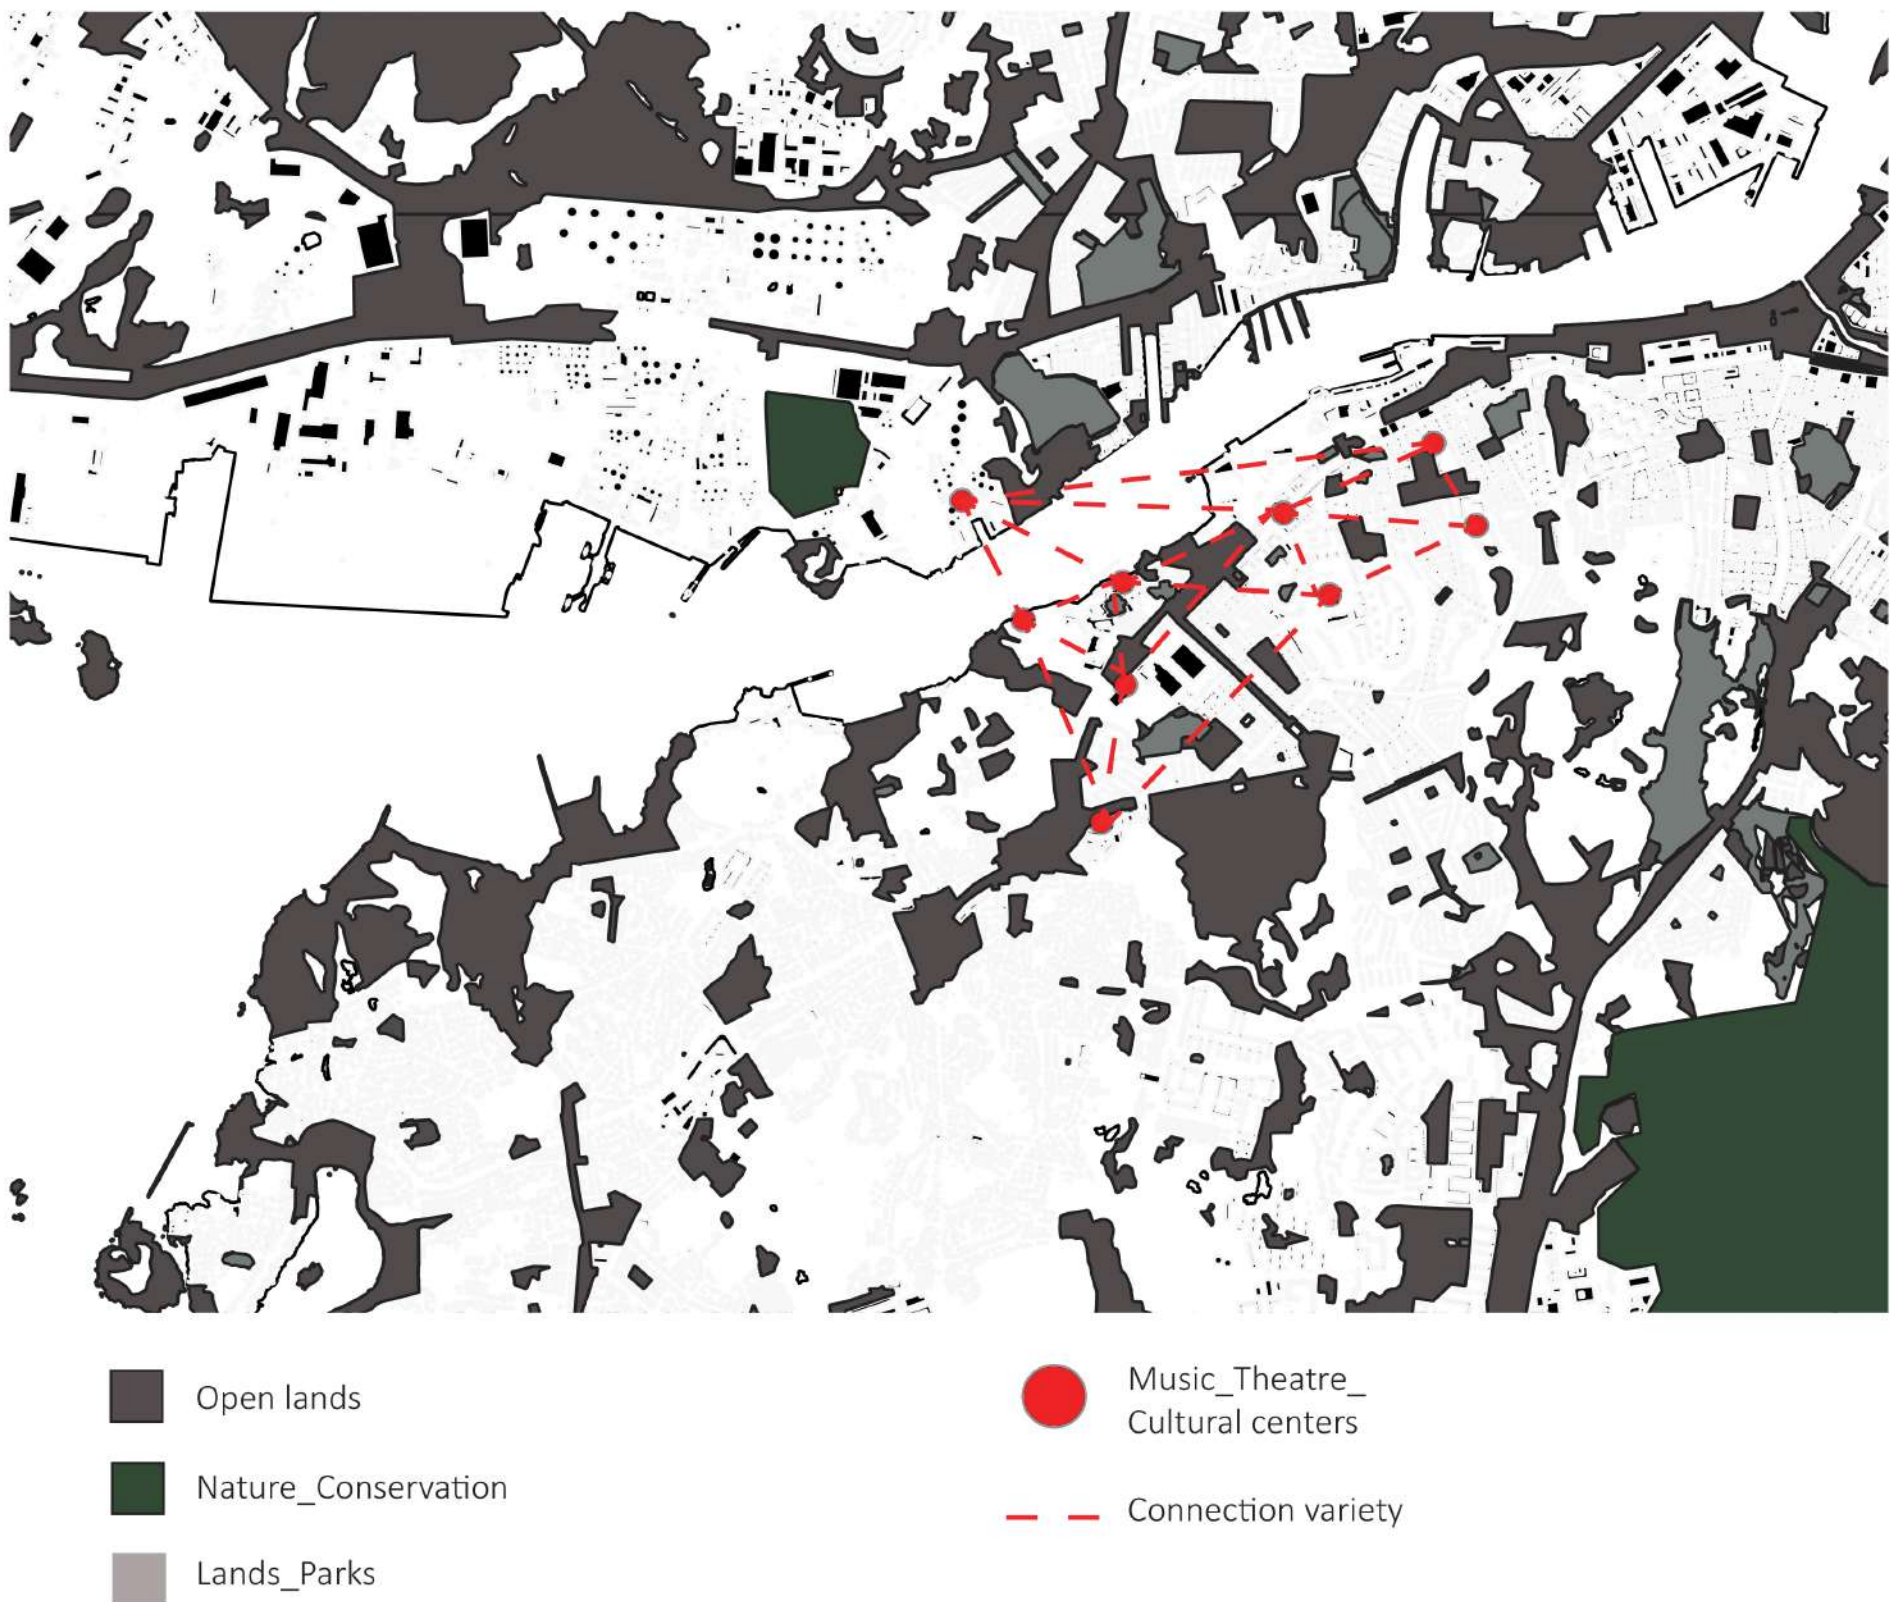 Open lands
Nature_Conservation
Lands_Parks
Music_Theatre_
Cultural centers
Connection variety